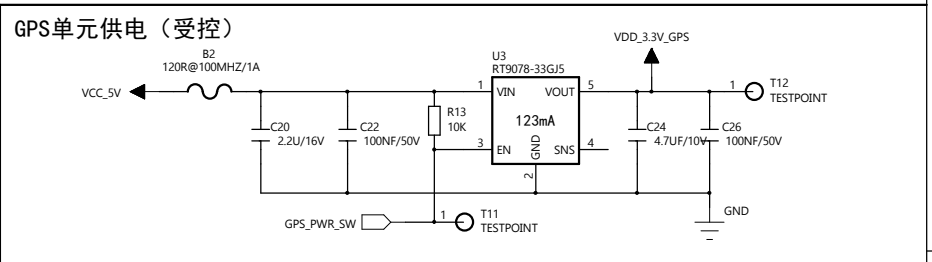 GPS单元供电（受控）
B2
120R@100MHZ/1A
VCC_5V
C20
2.2U/16V
C22
100NF/50V
R13
10K
U3
RT9078-33GJ5
1
VIN
VOUT
5
123mA
3
EN
GND
SNS
4
2
VDD_3.3V_GPS
C24
4.7UF/10V
C26
100NF/50V
1
T12
TESTPOINT
GPS_PWR_SW
1
T11
TESTPOINT
GND